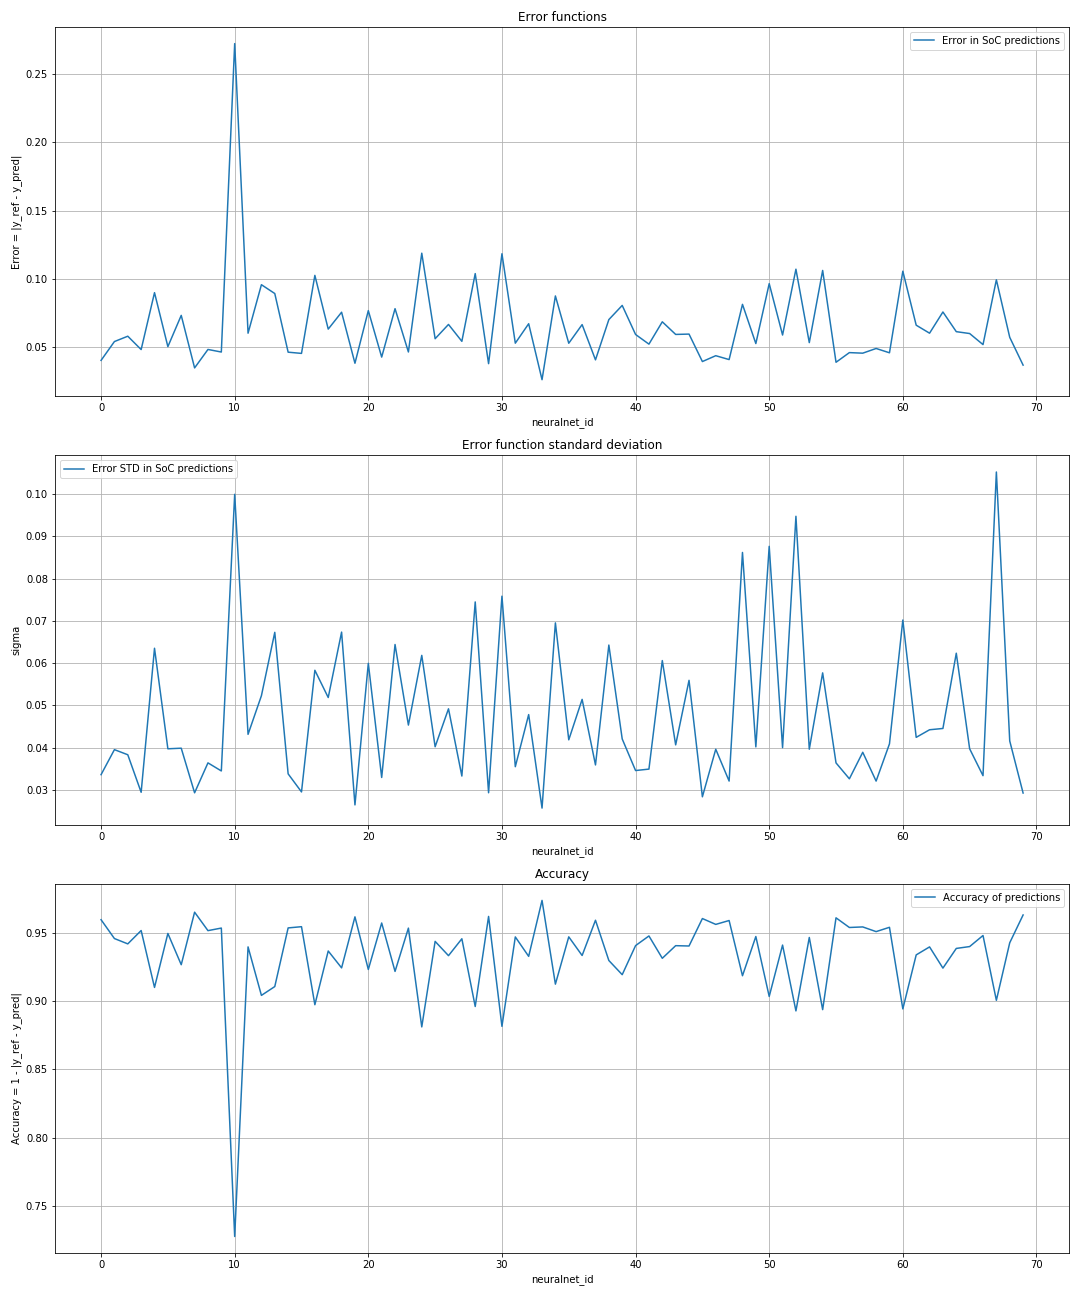 Error functions
Error in SoC predictions
Error = |y_ref - y_pred|
0.25
0.20
0.15
0.10
0.05
0 10 20 30 40 50 60 70
neuralnet_id
Error function standard deviation
Error STD in SoC predictions
sigma
0.10
0.09
0.08
0.07
0.06
0.05
0.04
0.03
0 10 20 30 40 50 60 70
neuralnet_id
Accuracy
Accuracy of predictions
Accuracy = 1 - |y_ref - y_pred|
0.95
0.90
0.85
0.80
0.75
0 10 20 30 40 50 60 70
neuralnet_id